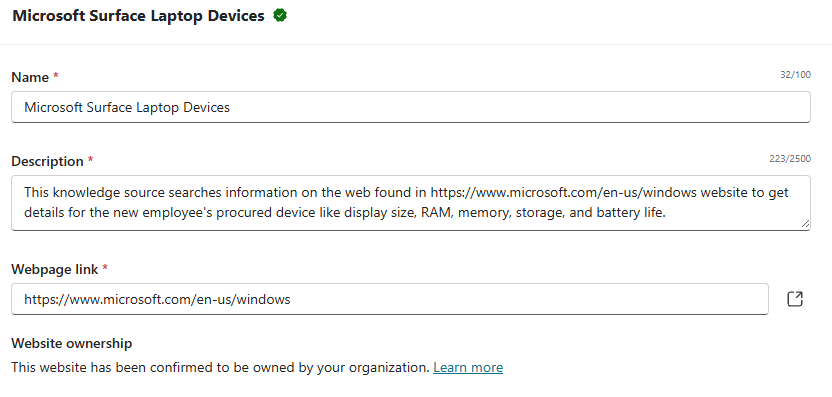 Microsoft Surface Laptop Devices
Name * 32/100
Microsoft Surface Laptop Devices
Description * 223/2500
This knowledge source searches information on the web found in https://www.microsoft.com/en-us/windows website to get
details for the new employee's procured device like display size, RAM, memory, storage, and battery life.
Webpage link *
https://www.microsoft.com/en-us/windows
Website ownership
This website has been confirmed to be owned by your organization. Learn more